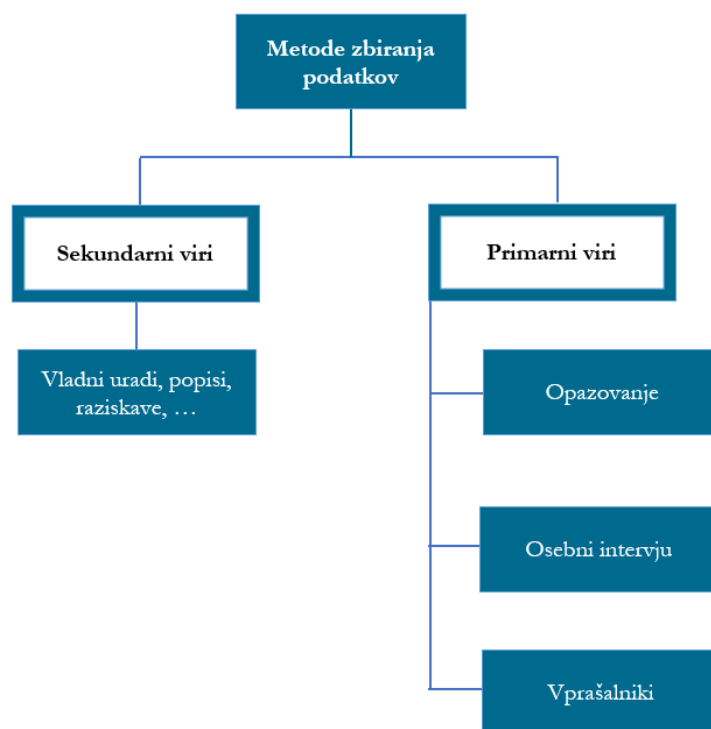 Metode zbiranja
podatkov
Sekundarni viri
Primarni viri
Vladni uradi, popisi,
raziskave, …
Opazovanje
Osebni intervju
Vprašalniki